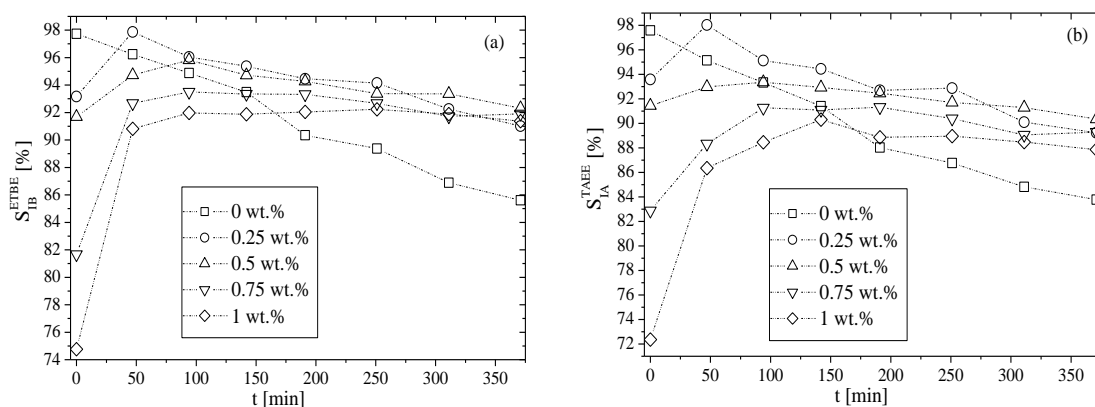 (a)
98
96
94
92
90
88
86
84
82
80
78
76
74
S_IB^ETBE [%]
0 wt.%
0.25 wt.%
0.5 wt.%
0.75 wt.%
1 wt.%
0 50 100 150 200 250 300 350
t [min]
(b)
98
96
94
92
90
88
86
84
82
80
78
76
74
72
S_IA^TAEE [%]
0 wt.%
0.25 wt.%
0.5 wt.%
0.75 wt.%
1 wt.%
0 50 100 150 200 250 300 350
t [min]